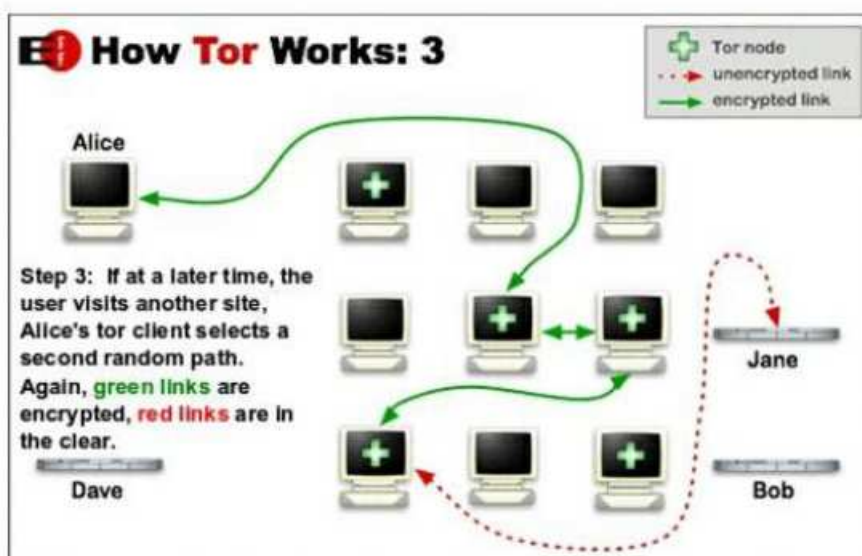 How Tor Works: 3
Tor node
unencrypted link
encrypted link
Alice
Step 3: If at a later time, the
user visits another site,
Alice's tor client selects a
second random path.
Again, green links are
encrypted, red links are in
the clear.
Jane
Dave
Bob